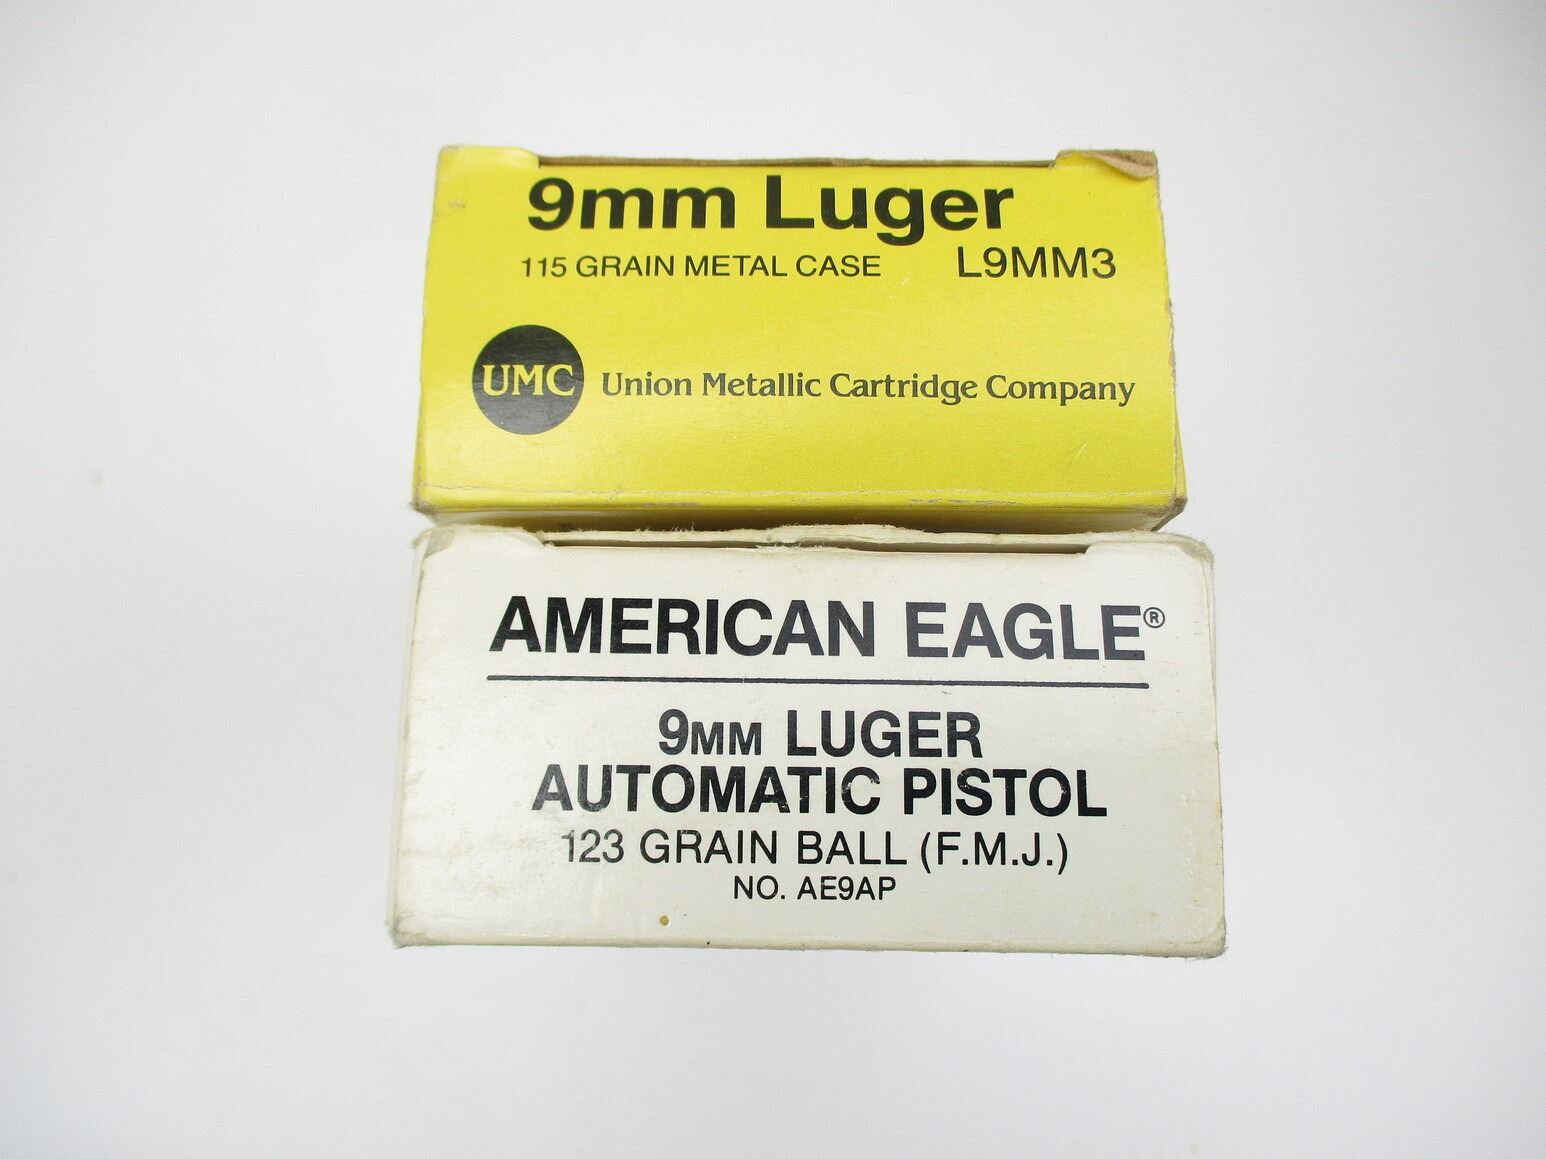 9mm Luger
115 GRAIN METAL CASE L9MM3
UMC Union Metallic Cartridge Company
AMERICAN EAGLE®
9MM LUGER
AUTOMATIC PISTOL
123 GRAIN BALL (F.M.J.)
NO. AE9AP